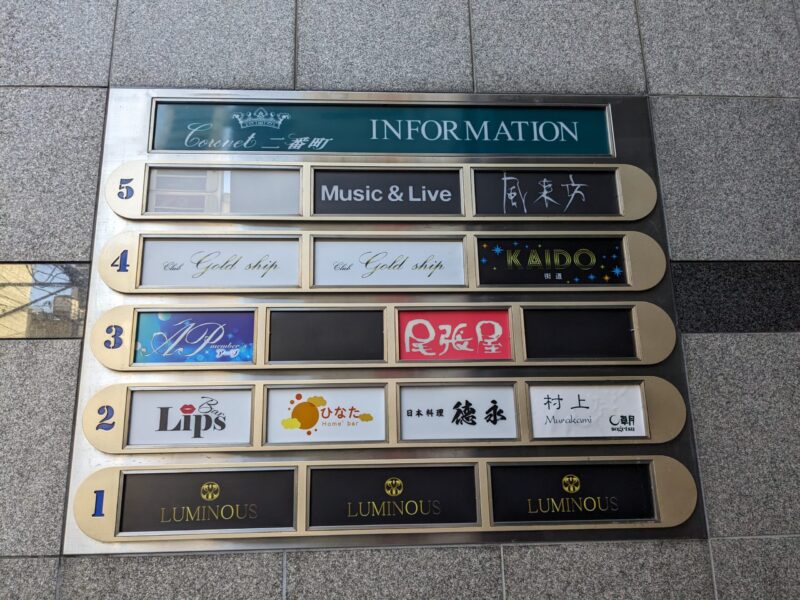 Coronet 二番町 INFORMATION
5 Music & Live 風来坊
4 Club Gold ship Club Gold ship KAIDO
街道
3 AP member's 尾張屋
2 Bar Lips ひなた 日本料理 徳永 村上
Home' bar Murakami
sogetsu
1 LUMINOUS LUMINOUS LUMINOUS